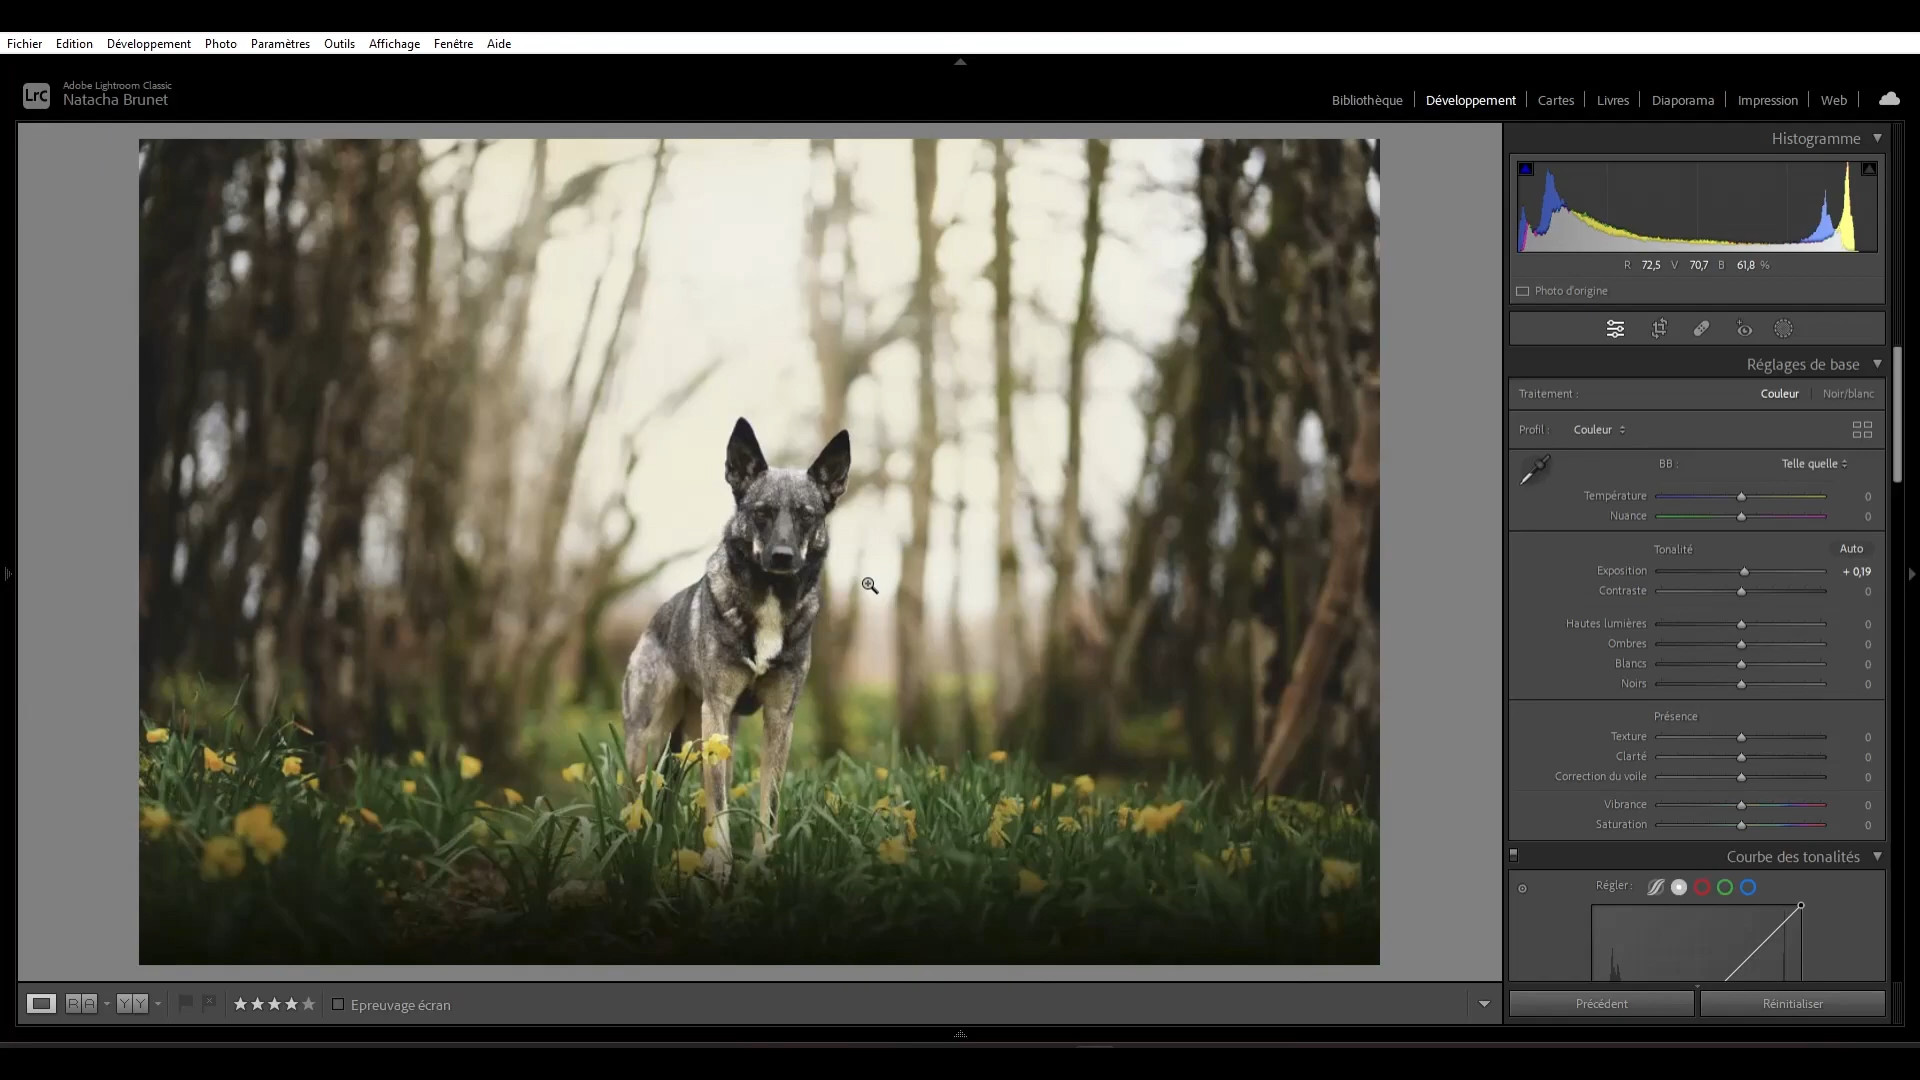 Fichier Edition Développement Photo Paramètres Outils Affichage Fenêtre Aide
LrC
Adobe Lightroom Classic
Natacha Brunet
Bibliothèque | Développement | Cartes | Livres | Diaporama | Impression | Web |
Histogramme
R 72,5 V 70,7 B 61,8 %
Photo d'origine
Réglages de base
Traitement : Couleur | Noir/blanc
Profil : Couleur
BB : Telle quelle
Température 0
Nuance 0
Tonalité Auto
Exposition + 0,19
Contraste 0
Hautes lumières 0
Ombres 0
Blancs 0
Noirs 0
Présence
Texture 0
Clarté 0
Correction du voile 0
Vibrance 0
Saturation 0
Courbe des tonalités
Régler :
R A Y Y Epreuvage écran
Précédent Réinitialiser